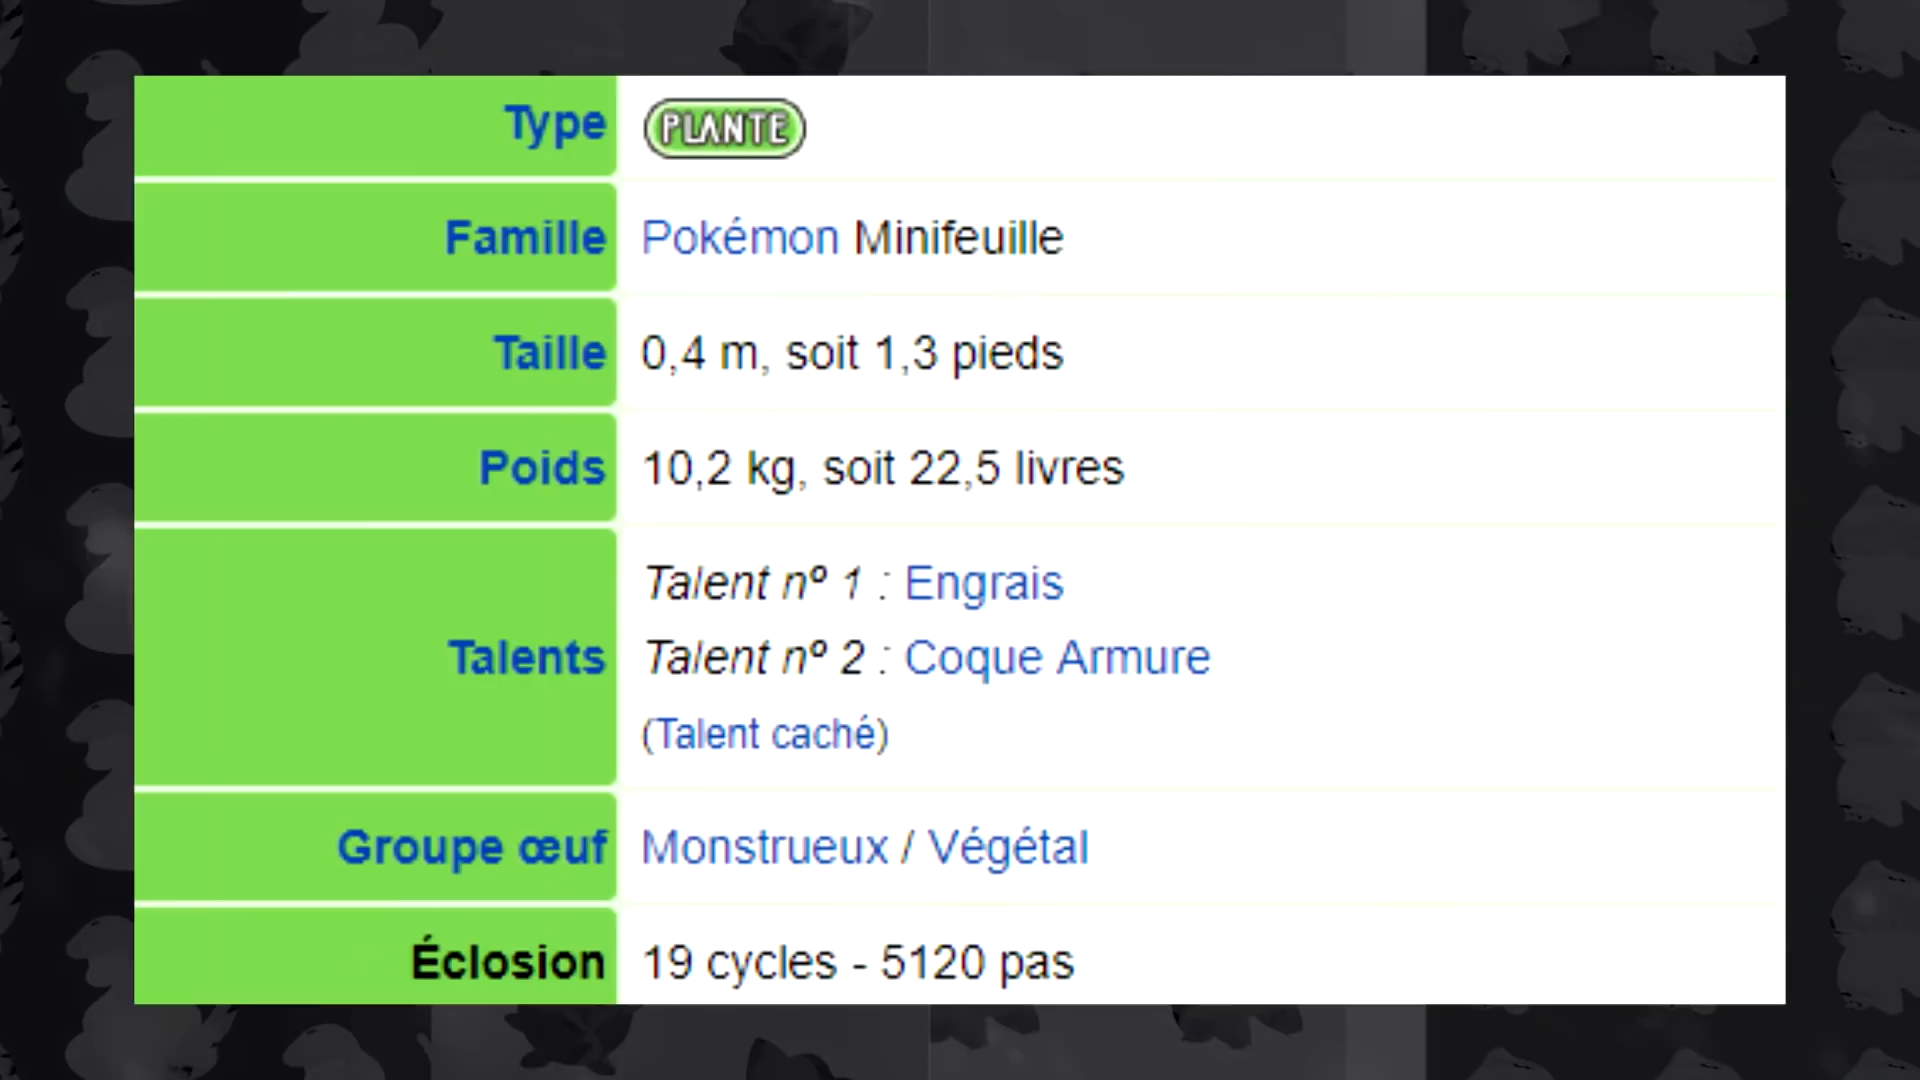 Type PLANTE
Famille Pokémon Minifeuille
Taille 0,4 m, soit 1,3 pieds
Poids 10,2 kg, soit 22,5 livres
Talents
Talent nº 1 : Engrais
Talent nº 2 : Coque Armure
(Talent caché)
Groupe œuf Monstrueux / Végétal
Éclosion 19 cycles - 5120 pas